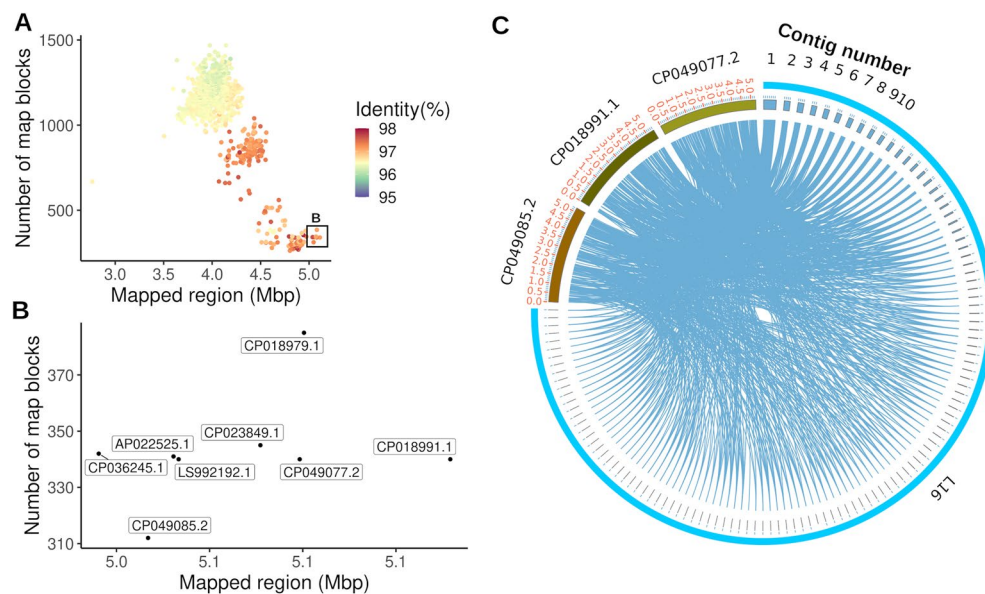 A
Number of map blocks
1500
1000
500
3.0 3.5 4.0 4.5 5.0
Mapped region (Mbp)
B
Identity(%)
98
97
96
95
B
Number of map blocks
370
350
330
310
CP018979.1
AP022525.1
CP023849.1
CP018991.1
CP036245.1
LS992192.1
CP049077.2
CP049085.2
5.0 5.1 5.1 5.1
Mapped region (Mbp)
C
Contig number
1 2 3 4 5 6 7 8 910
CP049077.2
CP018991.1
CP049085.2
L16